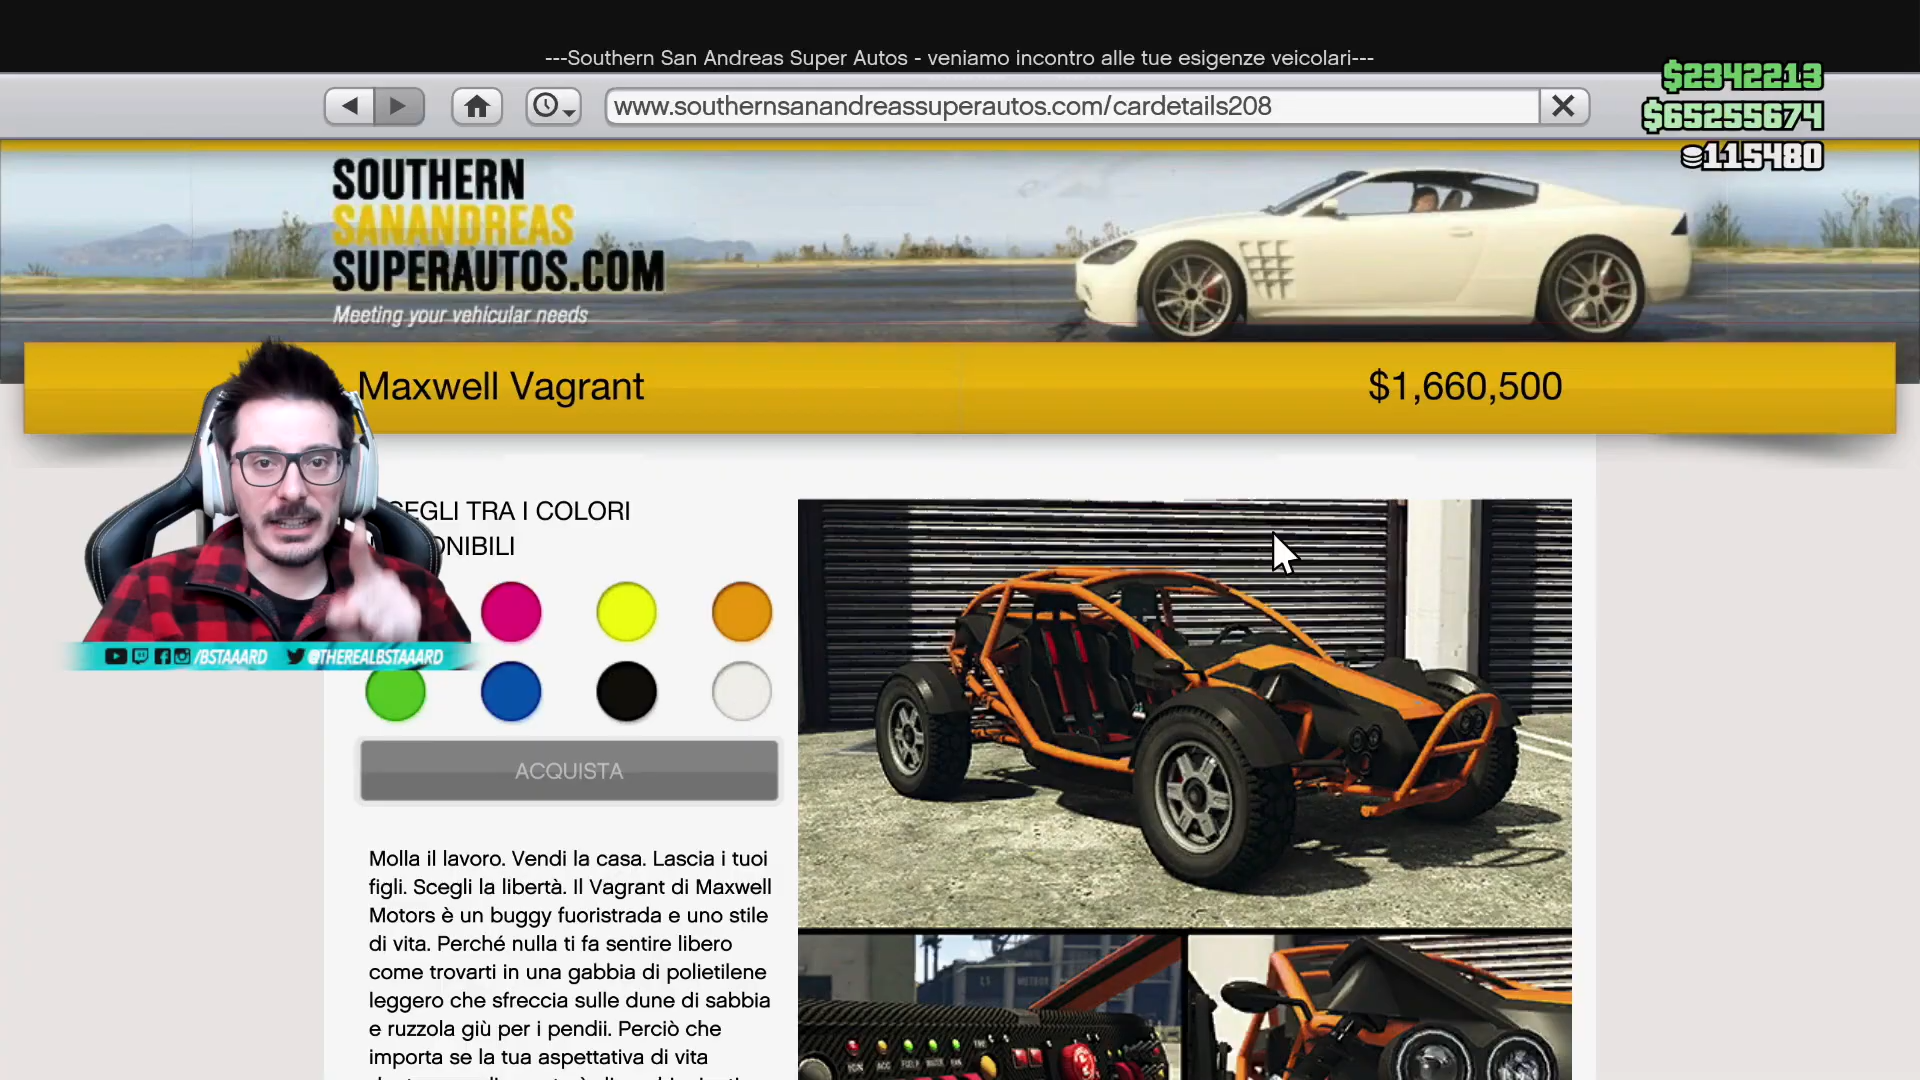 ---Southern San Andreas Super Autos - veniamo incontro alle tue esigenze veicolari---
$2342213
www.southernsanandreassuperautos.com/cardetails208
$65255674
115480
SOUTHERN
SANANDREAS
SUPERAUTOS.COM
Meeting your vehicular needs
Maxwell Vagrant
$1,660,500
SEGLI TRA I COLORI
ONIBILI
/BSTAAARD @THEREALBSTAAARD
ACQUISTA
Molla il lavoro. Vendi la casa. Lascia i tuoi
figli. Scegli la libertà. Il Vagrant di Maxwell
Motors è un buggy fuoristrada e uno stile
di vita. Perché nulla ti fa sentire libero
come trovarti in una gabbia di polietilene
leggero che sfreccia sulle dune di sabbia
e ruzzola giù per i pendii. Perciò che
importa se la tua aspettativa di vita